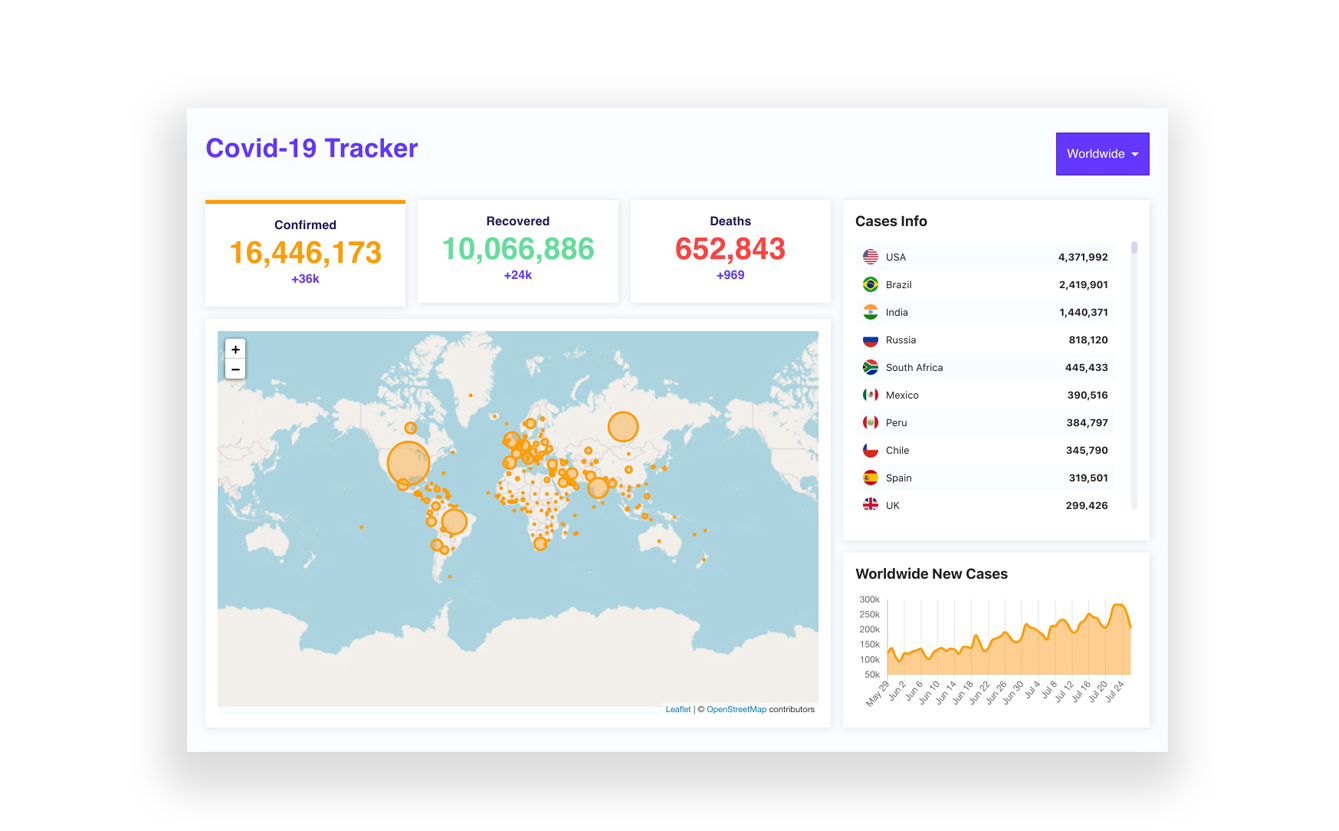 Covid-19 Tracker
Worldwide
Confirmed
16,446,173
+36k
Recovered
10,066,886
+24k
Deaths
652,843
+969
+
−
Leaflet | © OpenStreetMap contributors
Cases Info
USA 4,371,992
Brazil 2,419,901
India 1,440,371
Russia 818,120
South Africa 445,433
Mexico 390,516
Peru 384,797
Chile 345,790
Spain 319,501
UK 299,426
Worldwide New Cases
300k
250k
200k
150k
100k
50k
May 29 Jun 2 Jun 6 Jun 10 Jun 14 Jun 18 Jun 22 Jun 26 Jun 30 Jul 4 Jul 8 Jul 12 Jul 16 Jul 20 Jul 24